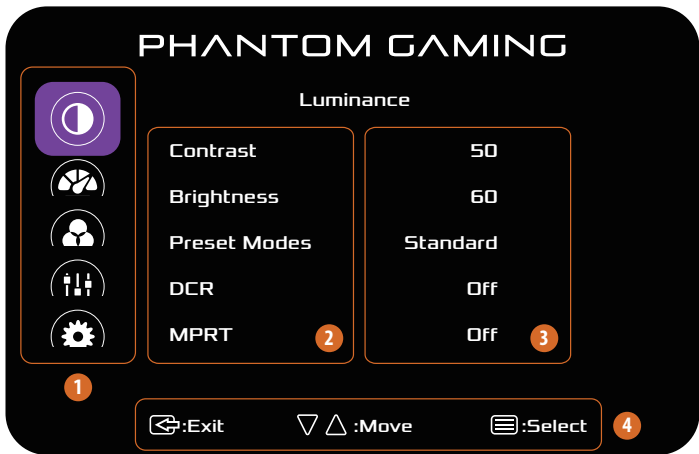 PHANTOM GAMING
Luminance
Contrast 50
Brightness 60
Preset Modes Standard
DCR Off
MPRT Off
2
3
1
:Exit :Move :Select
4